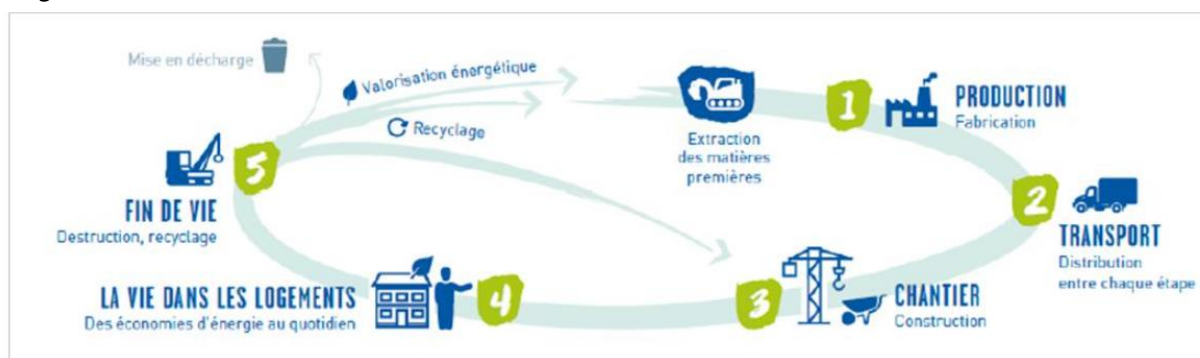 Mise en décharge
Valorisation énergétique
Recyclage
Extraction
des matières
premières
1
PRODUCTION
Fabrication
2
TRANSPORT
Distribution
entre chaque étape
3
CHANTIER
Construction
4
LA VIE DANS LES LOGEMENTS
Des économies d'énergie au quotidien
5
FIN DE VIE
Destruction, recyclage